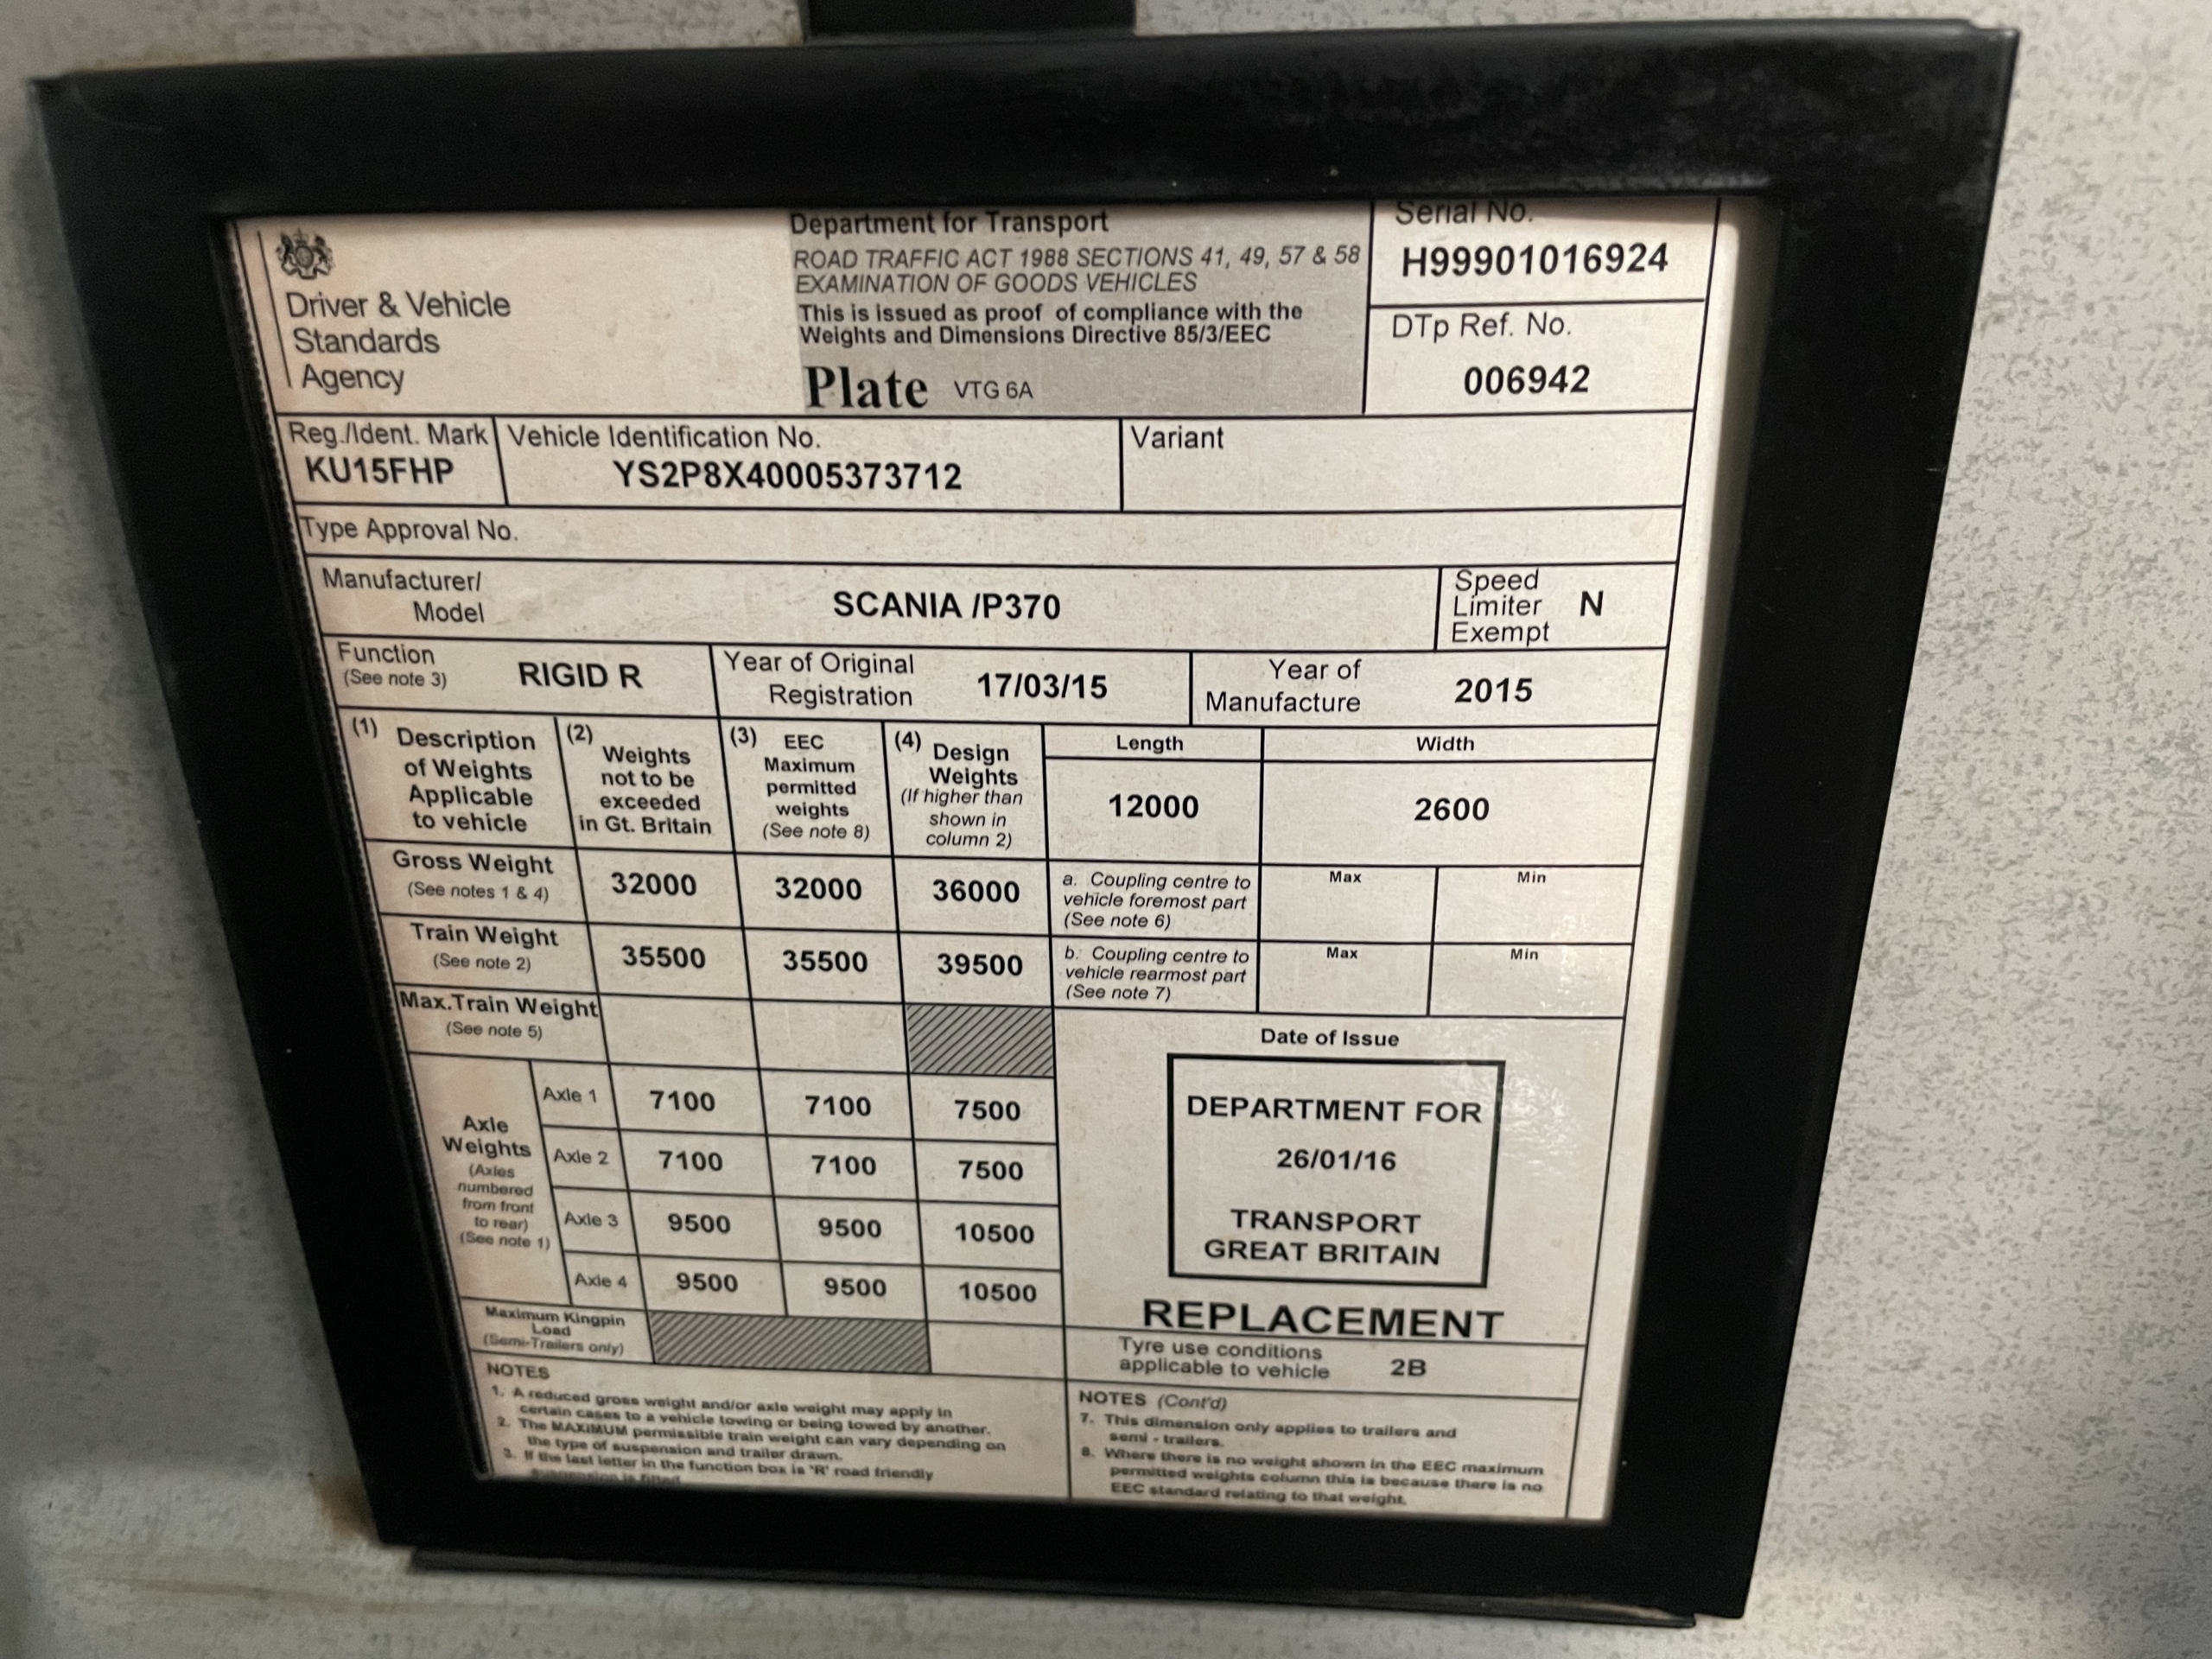 Department for Transport
ROAD TRAFFIC ACT 1988 SECTIONS 41, 49, 57 & 58
EXAMINATION OF GOODS VEHICLES
This is issued as proof of compliance with the
Weights and Dimensions Directive 85/3/EEC
Plate VTG 6A
Driver & Vehicle
Standards
Agency
Serial No.
H99901016924
DTp Ref. No.
006942
Reg./Ident. Mark
KU15FHP
Vehicle Identification No.
YS2P8X40005373712
Variant
Type Approval No.
Manufacturer/
Model
SCANIA /P370
Speed
Limiter
Exempt
N
Function
(See note 3)
RIGID R
Year of Original
Registration
17/03/15
Year of
Manufacture
2015
(1) Description
of Weights
Applicable
to vehicle
(2)
Weights
not to be
exceeded
in Gt. Britain
(3) EEC
Maximum
permitted
weights
(See note 8)
(4) Design
Weights
(If higher than
shown in
column 2)
Length
12000
Width
2600
Gross Weight
(See notes 1 & 4)
32000 32000 36000
a. Coupling centre to
vehicle foremost part
(See note 6)
Max Min
Train Weight
(See note 2)
35500 35500 39500
b. Coupling centre to
vehicle rearmost part
(See note 7)
Max Min
Max.Train Weight
(See note 5)
Axle
Weights
(Axles
numbered
from front
to rear)
(See note 1)
Axle 1 7100 7100 7500
Axle 2 7100 7100 7500
Axle 3 9500 9500 10500
Axle 4 9500 9500 10500
Maximum Kingpin
Load
(Semi-Trailers only)
Date of Issue
DEPARTMENT FOR
26/01/16
TRANSPORT
GREAT BRITAIN
REPLACEMENT
Tyre use conditions
applicable to vehicle
2B
NOTES
1. A reduced gross weight and/or axle weight may apply in
certain cases to a vehicle towing or being towed by another.
2. The MAXIMUM permissible train weight can vary depending on
the type of suspension and trailer drawn.
3. If the last letter in the function box is 'R' road friendly
suspension is fitted.
NOTES (Cont'd)
7. This dimension only applies to trailers and
semi - trailers.
8. Where there is no weight shown in the EEC maximum
permitted weights column this is because there is no
EEC standard relating to that weight.